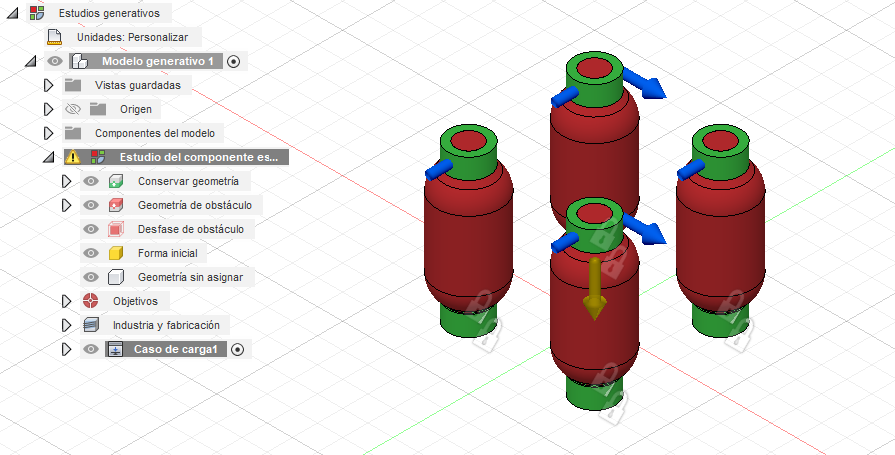 Estudios generativos
Unidades: Personalizar
Modelo generativo 1
Vistas guardadas
Origen
Componentes del modelo
Estudio del componente es...
Conservar geometría
Geometría de obstáculo
Desfase de obstáculo
Forma inicial
Geometría sin asignar
Objetivos
Industria y fabricación
Caso de carga1